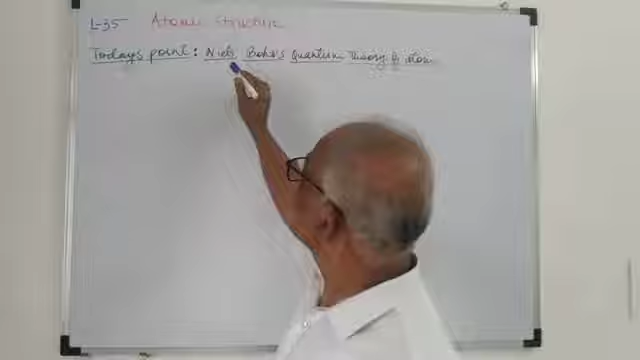 L-35 Atomic Structure
Todays point: Niels Bohr's Quantum Theory of atom